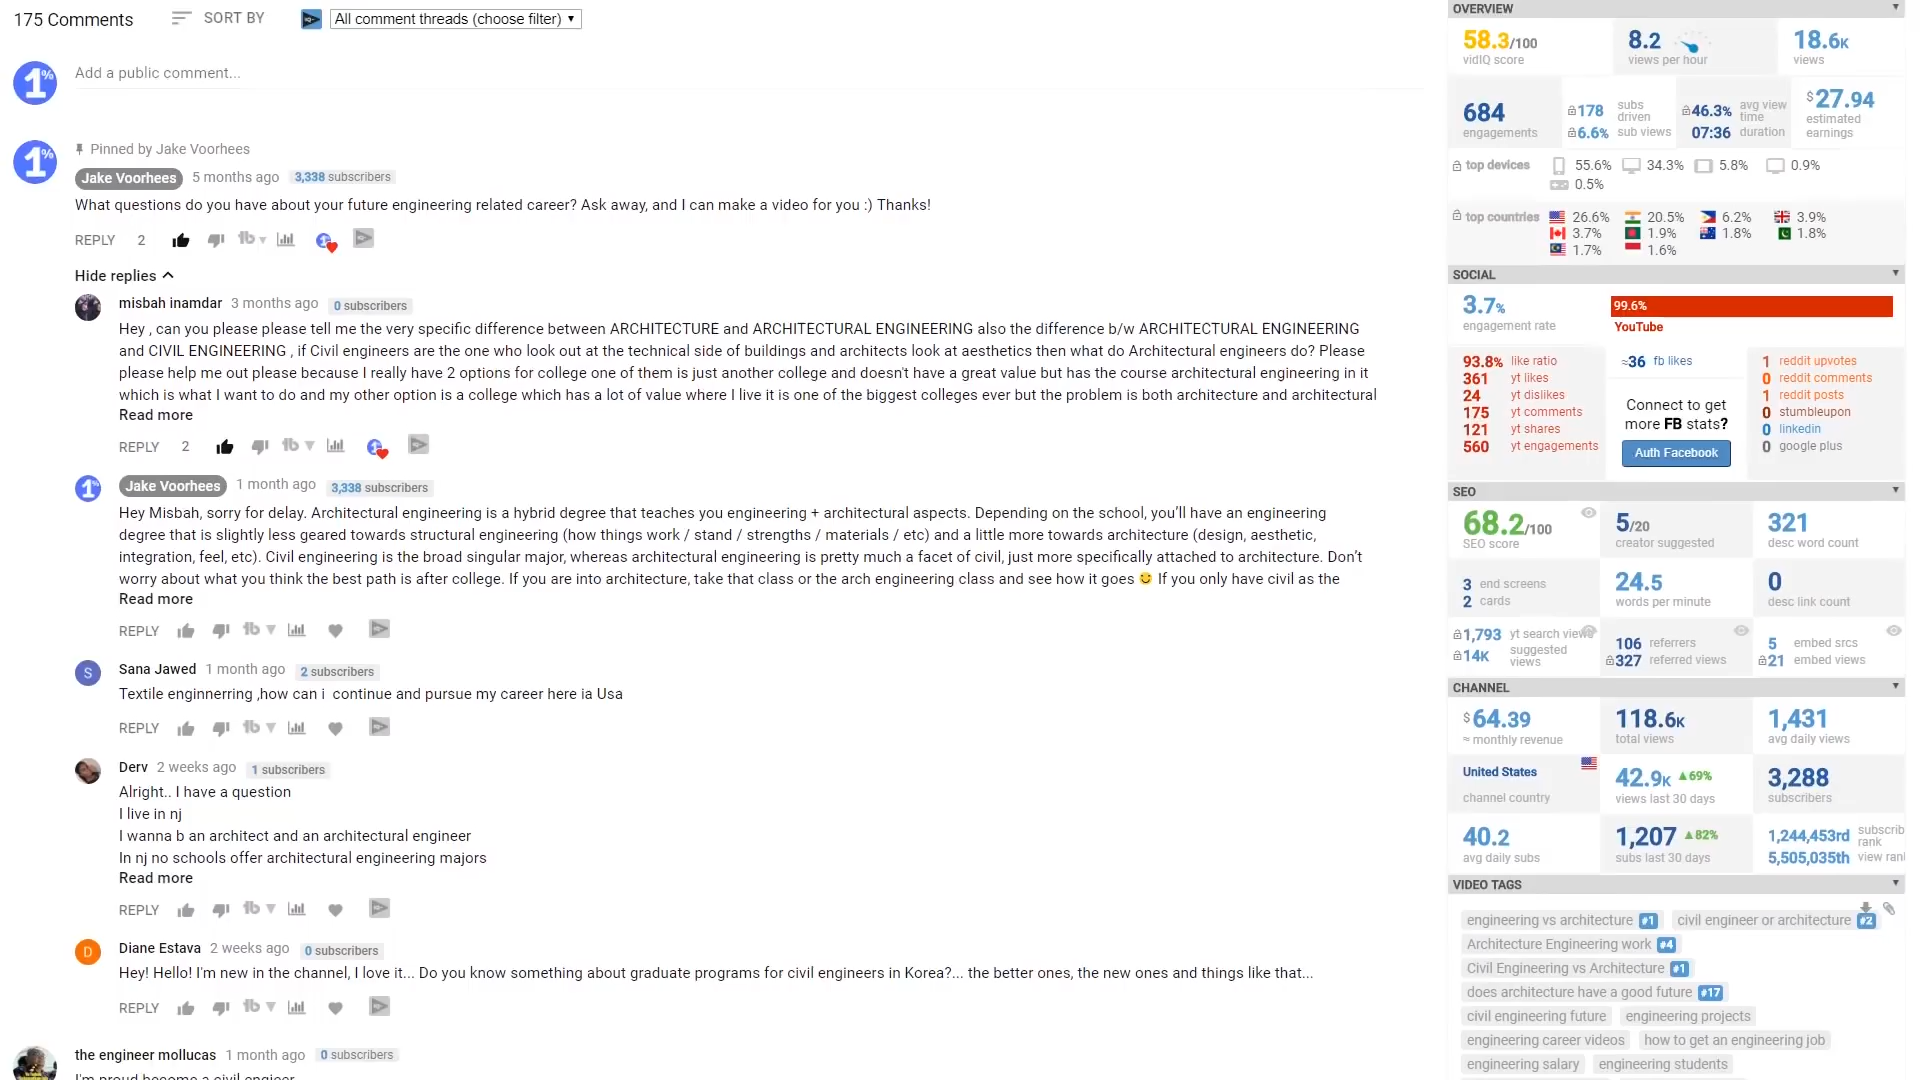 175 Comments
SORT BY
All comment threads (choose filter)
Add a public comment...
Pinned by Jake Voorhees
Jake Voorhees 5 months ago 3,338 subscribers
What questions do you have about your future engineering related career? Ask away, and I can make a video for you :) Thanks!
REPLY 2
Hide replies
misbah inamdar 3 months ago 0 subscribers
Hey , can you please please tell me the very specific difference between ARCHITECTURE and ARCHITECTURAL ENGINEERING also the difference b/w ARCHITECTURAL ENGINEERING
and CIVIL ENGINEERING , if Civil engineers are the one who look out at the technical side of buildings and architects look at aesthetics then what do Architectural engineers do? Please
please help me out please because I really have 2 options for college one of them is just another college and doesn't have a great value but has the course architectural engineering in it
which is what I want to do and my other option is a college which has a lot of value where I live it is one of the biggest colleges ever but the problem is both architecture and architectural
Read more
REPLY 2
Jake Voorhees 1 month ago 3,338 subscribers
Hey Misbah, sorry for delay. Architectural engineering is a hybrid degree that teaches you engineering + architectural aspects. Depending on the school, you'll have an engineering
degree that is slightly less geared towards structural engineering (how things work / stand / strengths / materials / etc) and a little more towards architecture (design, aesthetic,
integration, feel, etc). Civil engineering is the broad singular major, whereas architectural engineering is pretty much a facet of civil, just more specifically attached to architecture. Don't
worry about what you think the best path is after college. If you are into architecture, take that class or the arch engineering class and see how it goes If you only have civil as the
Read more
REPLY
Sana Jawed 1 month ago 2 subscribers
Textile enginnerring ,how can i continue and pursue my career here ia Usa
REPLY
Derv 2 weeks ago 1 subscribers
Alright.. I have a question
I live in nj
I wanna b an architect and an architectural engineer
In nj no schools offer architectural engineering majors
Read more
REPLY
Diane Estava 2 weeks ago 0 subscribers
Hey! Hello! I'm new in the channel, I love it... Do you know something about graduate programs for civil engineers in Korea?... the better ones, the new ones and things like that...
REPLY
the engineer mollucas 1 month ago 0 subscribers
I'm proud become a civil engieer
OVERVIEW
58.3/100 8.2 18.6K
vidIQ score views per hour views
684 engagements
178 subs driven
6.6% sub views
46.3% avg view time
07:36 duration
$27.94 estimated earnings
top devices 55.6% 34.3% 5.8% 0.9%
0.5%
top countries 26.6% 20.5% 6.2% 3.9%
3.7% 1.9% 1.8% 1.8%
1.7% 1.6%
SOCIAL
3.7% engagement rate
99.6%
YouTube
93.8% like ratio
361 yt likes
24 yt dislikes
175 yt comments
121 yt shares
560 yt engagements
≈36 fb likes
Connect to get
more FB stats?
Auth Facebook
1 reddit upvotes
0 reddit comments
1 reddit posts
0 stumbleupon
0 linkedin
0 google plus
SEO
68.2/100 5/20 321
SEO score creator suggested desc word count
3 end screens
2 cards
24.5 words per minute
0 desc link count
1,793 yt search views
14K suggested views
106 referrers
327 referred views
5 embed srcs
21 embed views
CHANNEL
$64.39 118.6K 1,431
≈ monthly revenue total views avg daily views
United States 42.9K 69% 3,288
channel country views last 30 days subscribers
40.2 1,207 82%
avg daily subs subs last 30 days
1,244,453rd subscrib rank
5,505,035th view ran
VIDEO TAGS
engineering vs architecture #1 civil engineer or architecture #2
Architecture Engineering work #4
Civil Engineering vs Architecture #1
does architecture have a good future #17
civil engineering future engineering projects
engineering career videos how to get an engineering job
engineering salary engineering students